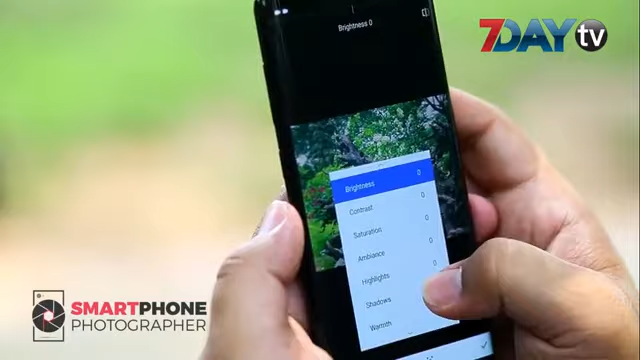 Brightness 0
7DAY tv
Brightness 0
Contrast 0
Saturation 0
Ambiance 0
Highlights 0
Shadows
Warmth
SMARTPHONE
PHOTOGRAPHER